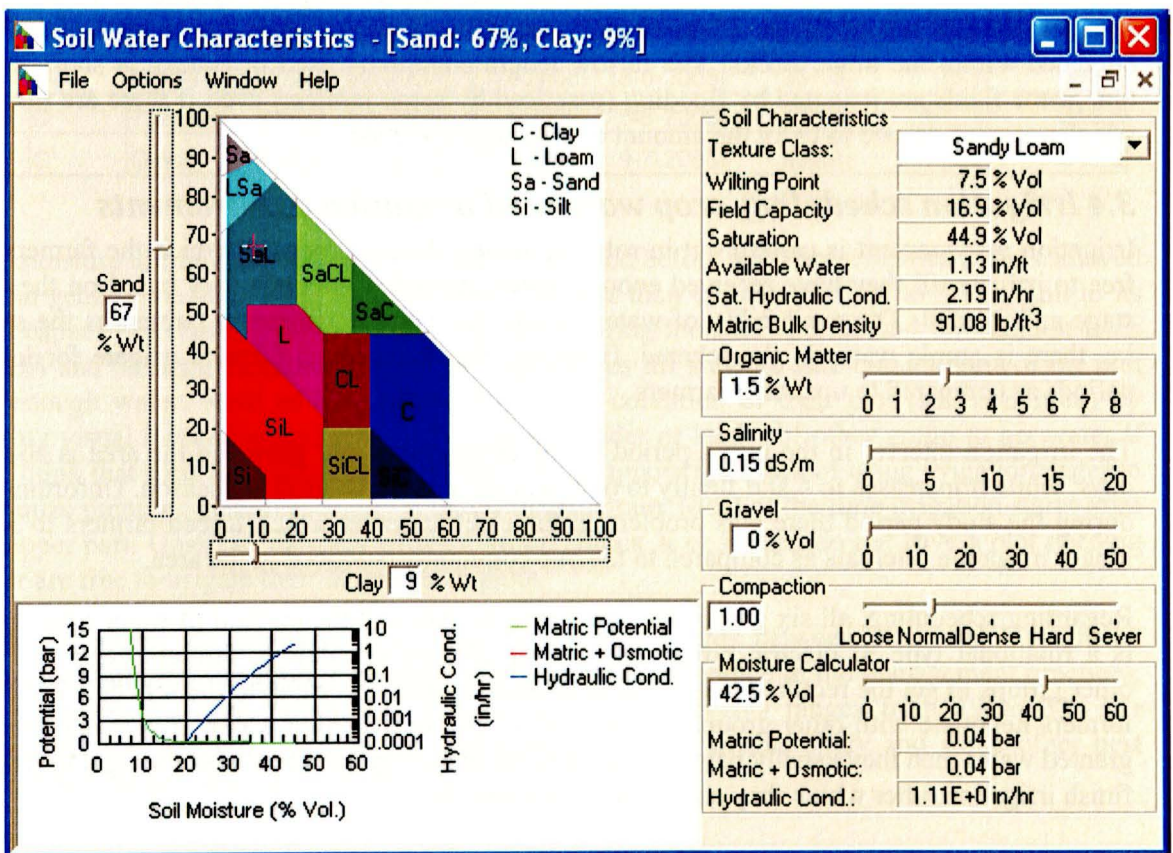 Soil Water Characteristics - [Sand: 67%, Clay: 9%]
File Options Window Help
Sand
67
% Wt
100
90
80
70
60
50
40
30
20
10
0
C - Clay
L - Loam
Sa - Sand
Si - Silt
Sa
LSa
SaL
SaCL
SaC
L
CL
C
SiL
SiCL
Si
SiC
0 10 20 30 40 50 60 70 80 90 100
Clay 9 % Wt
Potential (bar)
15
12
9
6
3
0
10
1
0.1
0.01
0.001
0.0001
Hydraulic Cond.
(in/hr)
0 10 20 30 40 50 60
Soil Moisture (% Vol.)
Matric Potential
Matric + Osmotic
Hydraulic Cond.
Soil Characteristics
Texture Class: Sandy Loam
Wilting Point 7.5 % Vol
Field Capacity 16.9 % Vol
Saturation 44.9 % Vol
Available Water 1.13 in/ft
Sat. Hydraulic Cond. 2.19 in/hr
Matric Bulk Density 91.08 lb/ft3
Organic Matter
1.5 % Wt
0 1 2 3 4 5 6 7 8
Salinity
0.15 dS/m
0 5 10 15 20
Gravel
0 % Vol
0 10 20 30 40 50
Compaction
1.00
Loose Normal Dense Hard Sever
Moisture Calculator
42.5 % Vol
0 10 20 30 40 50 60
Matric Potential: 0.04 bar
Matric + Osmotic: 0.04 bar
Hydraulic Cond.: 1.11E+0 in/hr